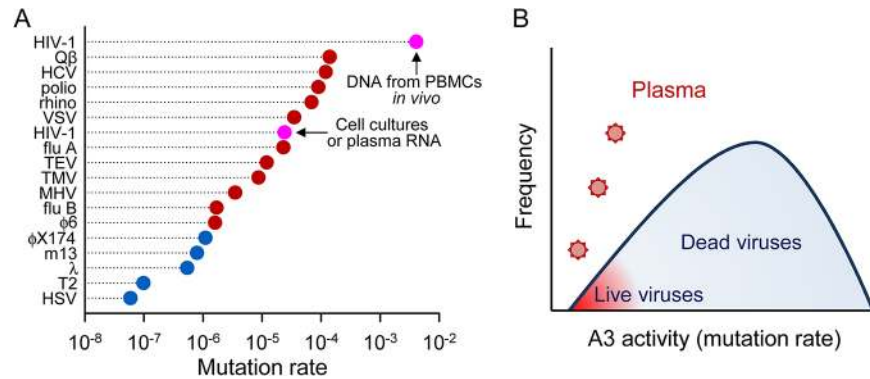 A
HIV-1
Qβ
HCV
polio
rhino
VSV
HIV-1
flu A
TEV
TMV
MHV
flu B
ϕ6
ϕX174
m13
λ
T2
HSV
DNA from PBMCs
in vivo
Cell cultures
or plasma RNA
10⁻⁸ 10⁻⁷ 10⁻⁶ 10⁻⁵ 10⁻⁴ 10⁻³ 10⁻²
Mutation rate
B
Frequency
Plasma
Dead viruses
Live viruses
A3 activity (mutation rate)